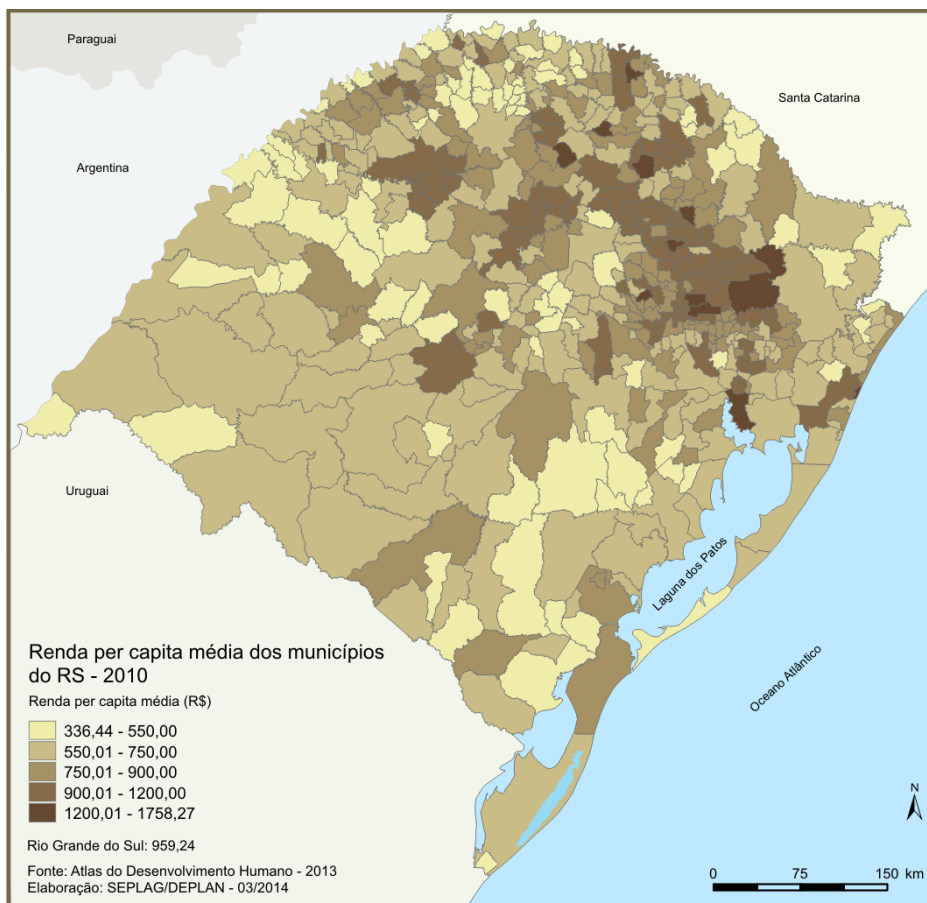 Paraguai
Santa Catarina
Argentina
Uruguai
Laguna dos Patos
Oceano Atlântico
Renda per capita média dos municípios
do RS - 2010
Renda per capita média (R$)
336,44 - 550,00
550,01 - 750,00
750,01 - 900,00
900,01 - 1200,00
1200,01 - 1758,27
Rio Grande do Sul: 959,24
Fonte: Atlas do Desenvolvimento Humano - 2013
Elaboração: SEPLAG/DEPLAN - 03/2014
N
0 75 150 km